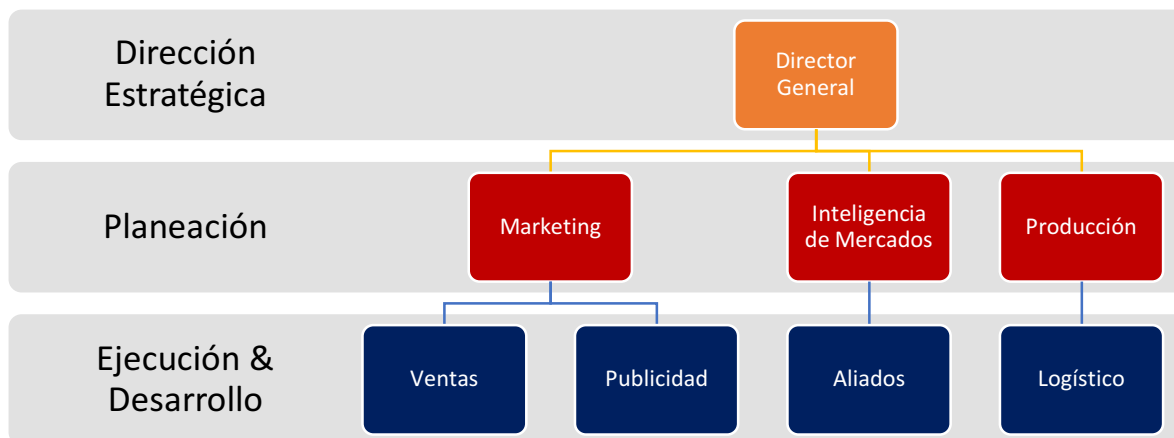 Dirección
Estratégica
Director
General
Planeación
Marketing
Inteligencia
de Mercados
Producción
Ejecución &
Desarrollo
Ventas
Publicidad
Aliados
Logístico